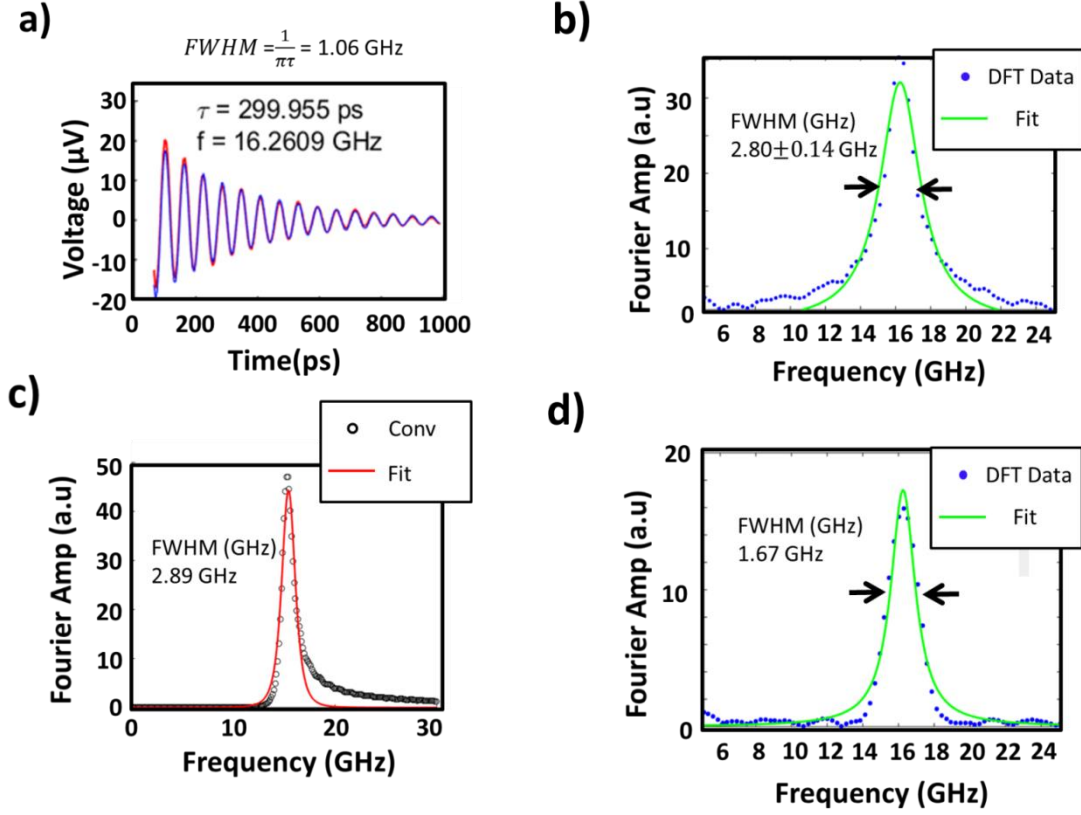 a)
FWHM = 1/πτ = 1.06 GHz
τ = 299.955 ps
f = 16.2609 GHz
Voltage (μV)
30
20
10
0
-10
-20
0 200 400 600 800 1000
Time(ps)
b)
DFT Data
Fit
FWHM (GHz)
2.80±0.14 GHz
Fourier Amp (a.u)
30
20
10
0
6 8 10 12 14 16 18 20 22 24
Frequency (GHz)
c)
Conv
Fit
FWHM (GHz)
2.89 GHz
Fourier Amp (a.u)
50
40
30
20
10
0
10 20 30
Frequency (GHz)
d)
DFT Data
Fit
FWHM (GHz)
1.67 GHz
Fourier Amp (a.u)
20
10
0
6 8 10 12 14 16 18 20 22 24
Frequency (GHz)